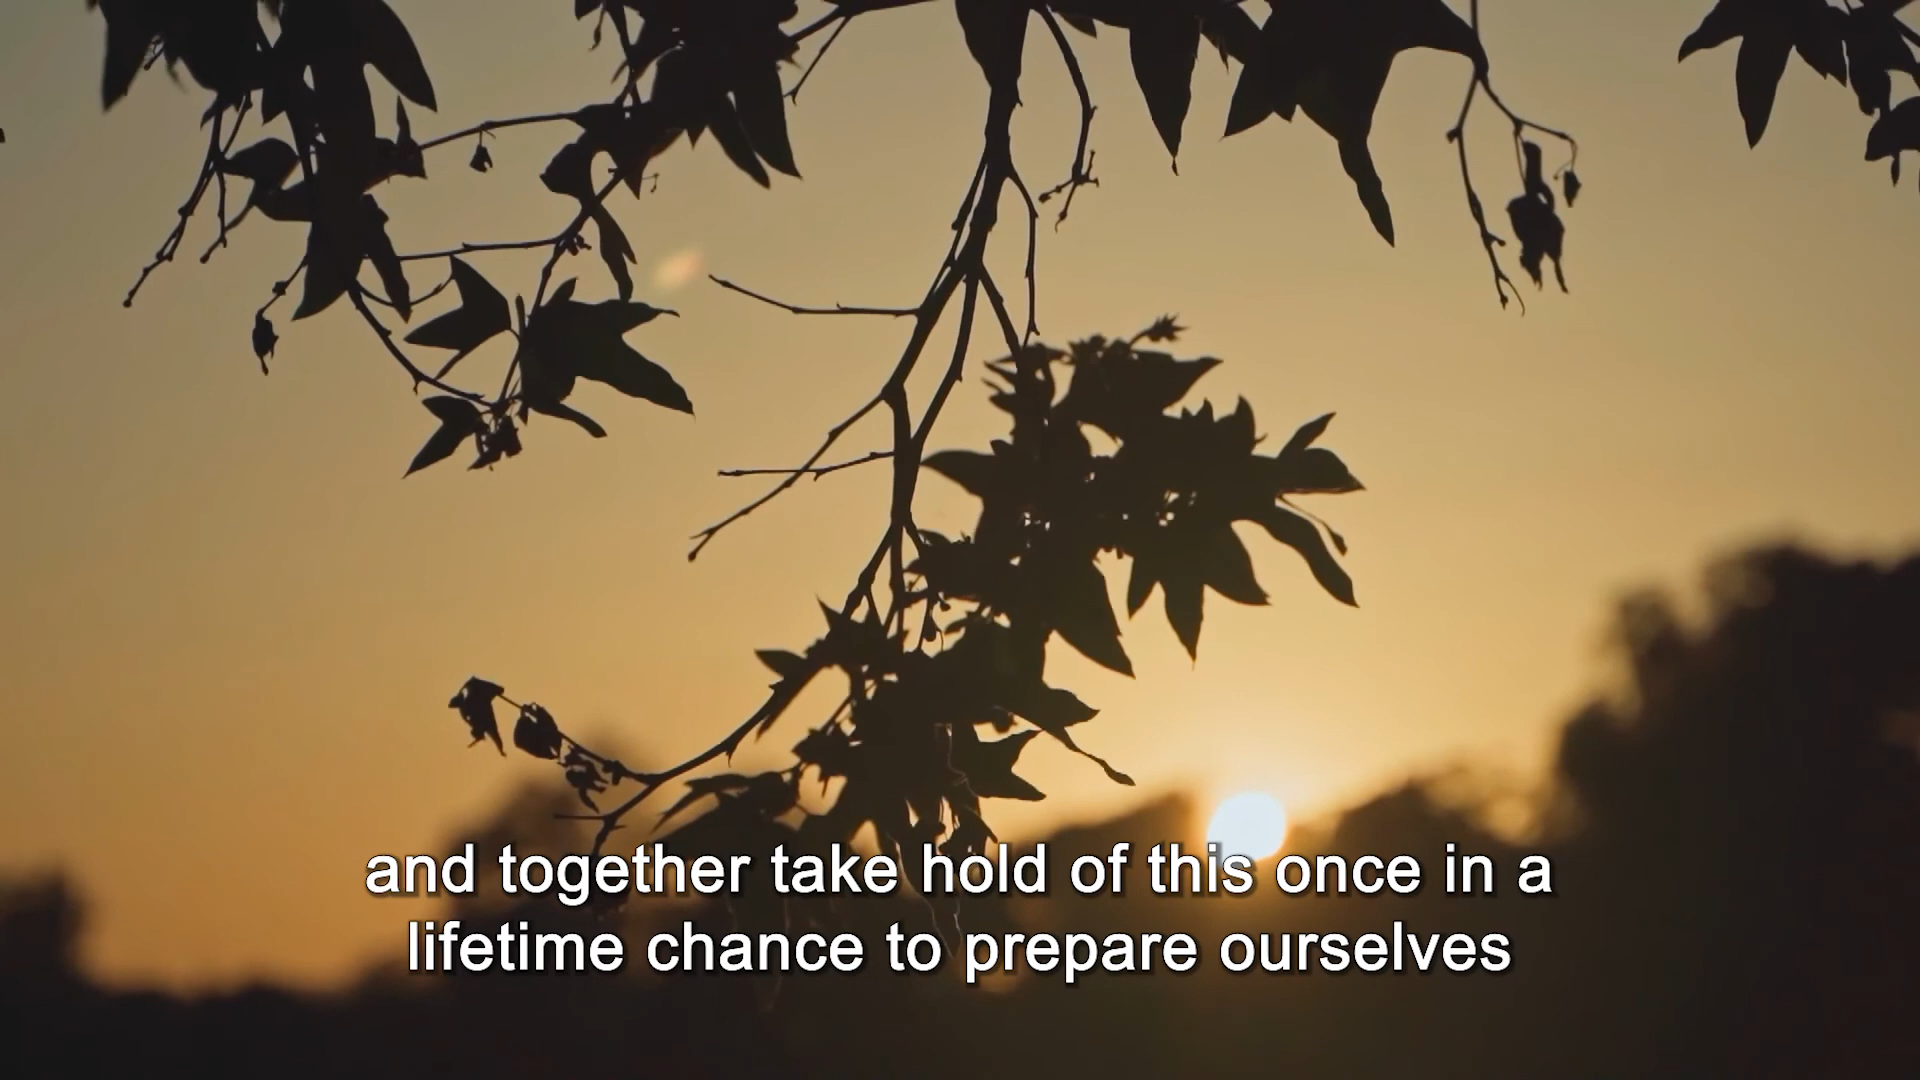 and together take hold of this once in a
lifetime chance to prepare ourselves